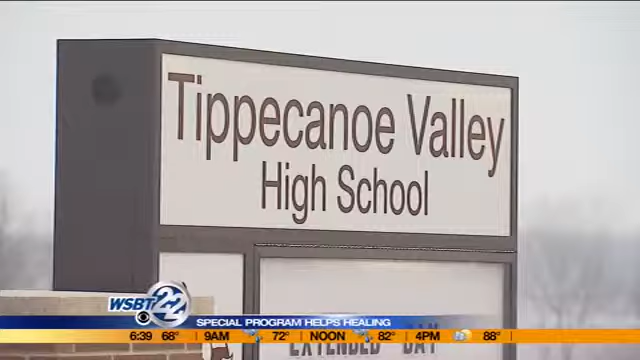 Tippecanoe Valley
High School
WSBT 22
SPECIAL PROGRAM HELPS HEALING
6:39 68° 9AM 72° NOON 82° 4PM 88°
EXTENDED DAY